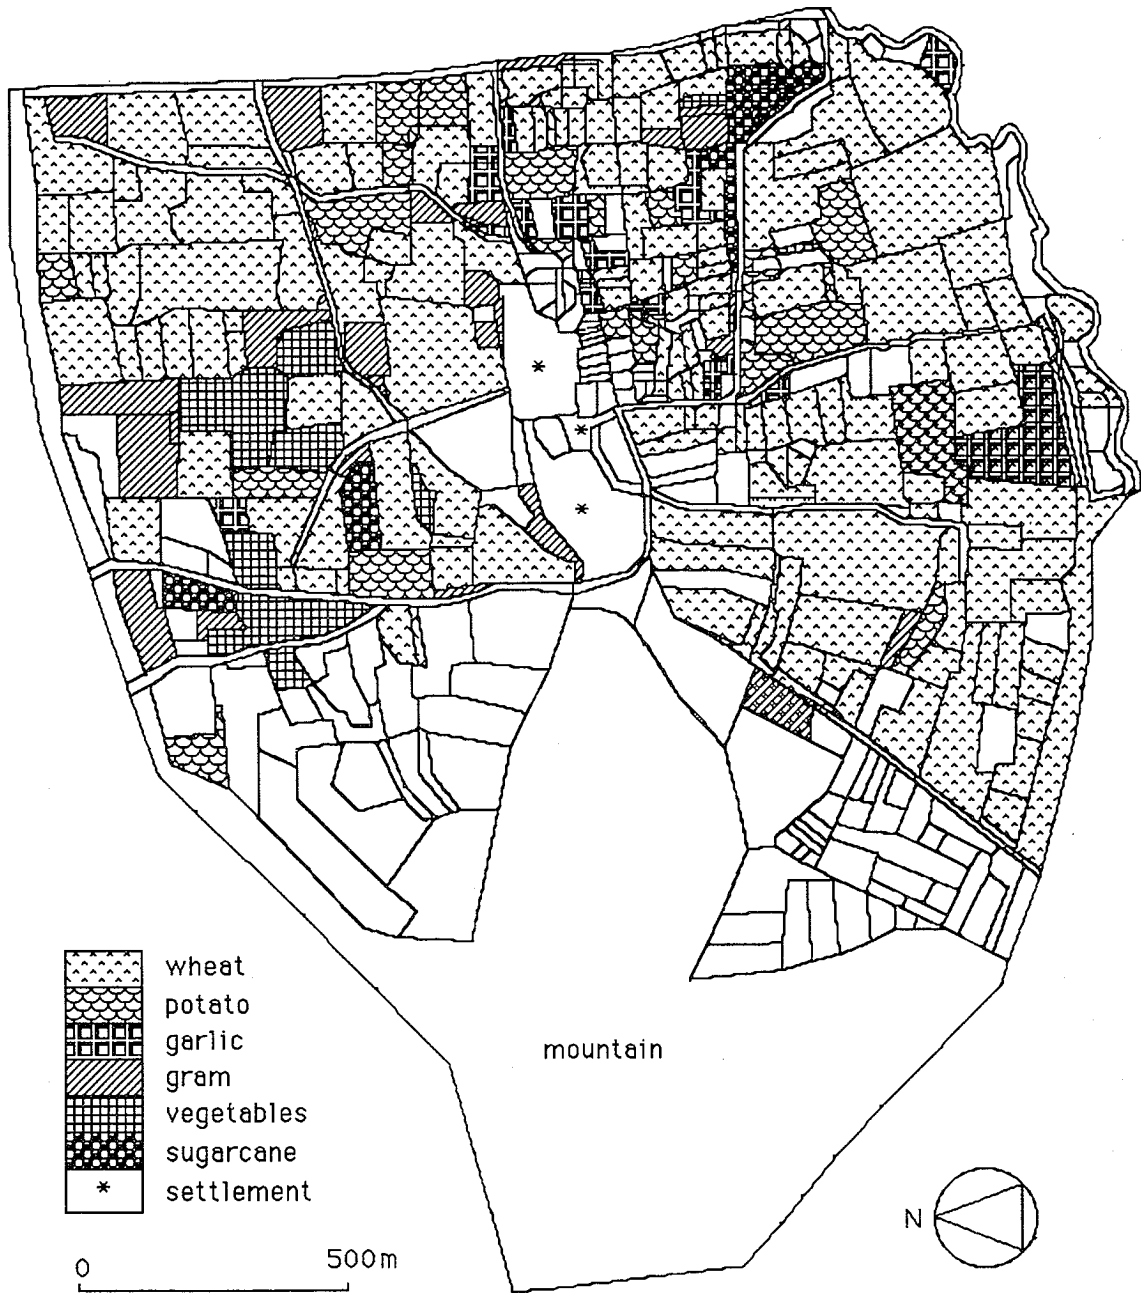 wheat
potato
garlic
gram
vegetables
sugarcane
* settlement
mountain
0 500m
N
*
*
*